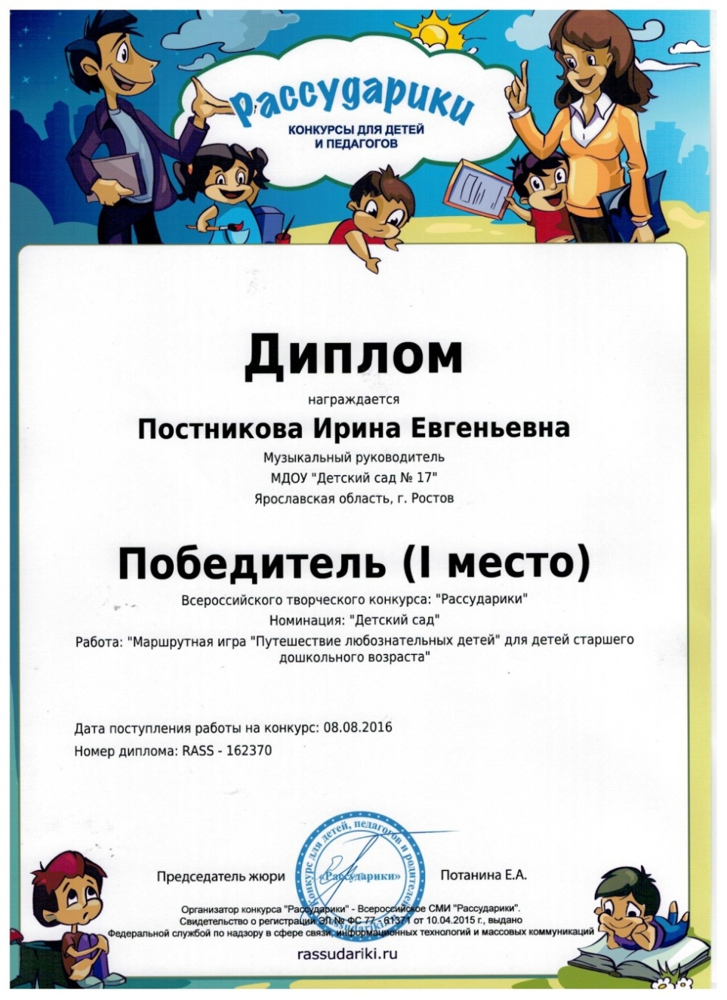 Рассударики
КОНКУРСЫ ДЛЯ ДЕТЕЙ
И ПЕДАГОГОВ
Диплом
награждается
Постникова Ирина Евгеньевна
Музыкальный руководитель
МДОУ "Детский сад № 17"
Ярославская область, г. Ростов
Победитель (I место)
Всероссийского творческого конкурса: "Рассударики"
Номинация: "Детский сад"
Работа: "Маршрутная игра "Путешествие любознательных детей" для детей старшего
дошкольного возраста"
Дата поступления работы на конкурс: 08.08.2016
Номер диплома: RASS - 162370
Конкурс для детей, педагогов и родителей
«Рассударики»
rassudariki.ru
Председатель жюри
Потанина Е.А.
Организатор конкурса "Рассударики" - Всероссийское СМИ "Рассударики".
Свидетельство о регистрации ЭЛ № ФС 77 - 61371 от 10.04.2015 г., выдано
Федеральной службой по надзору в сфере связи, информационных технологий и массовых коммуникаций
rassudariki.ru